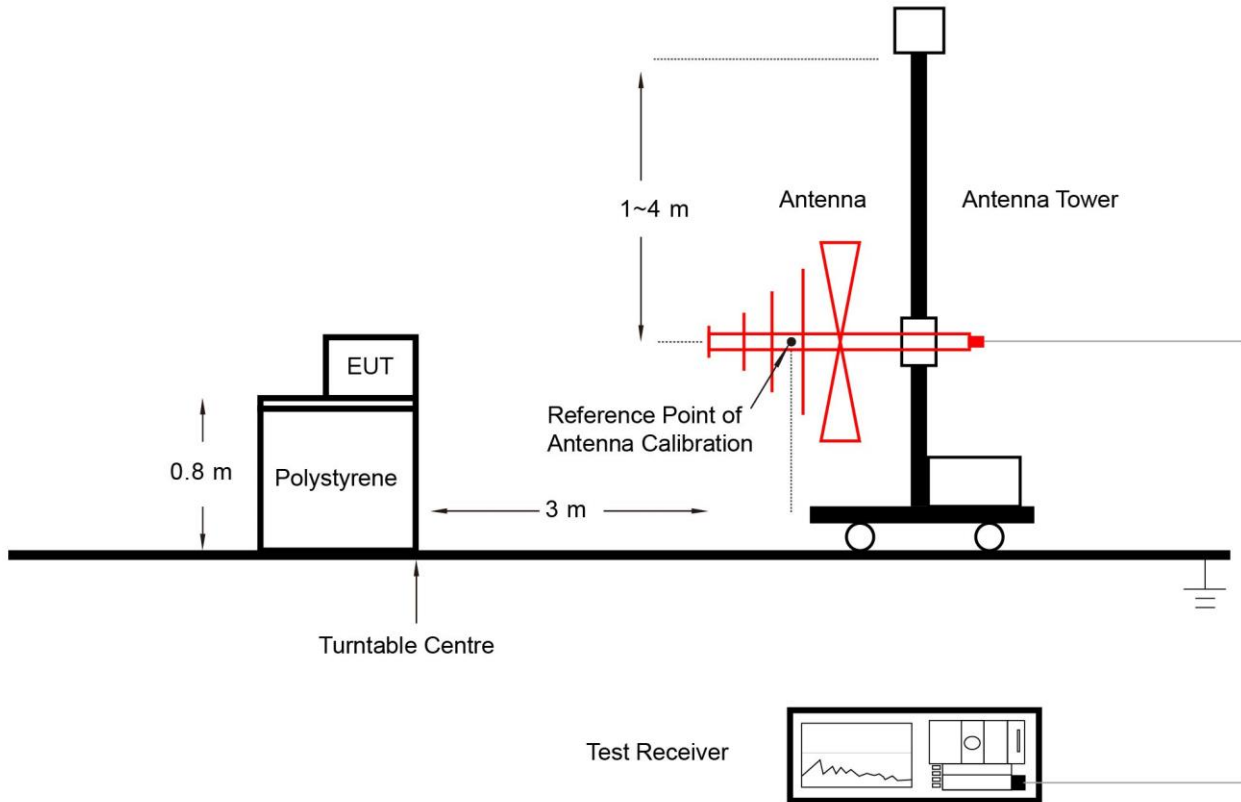 1~4 m
Antenna
Antenna Tower
EUT
Reference Point of
Antenna Calibration
0.8 m
Polystyrene
3 m
Turntable Centre
Test Receiver